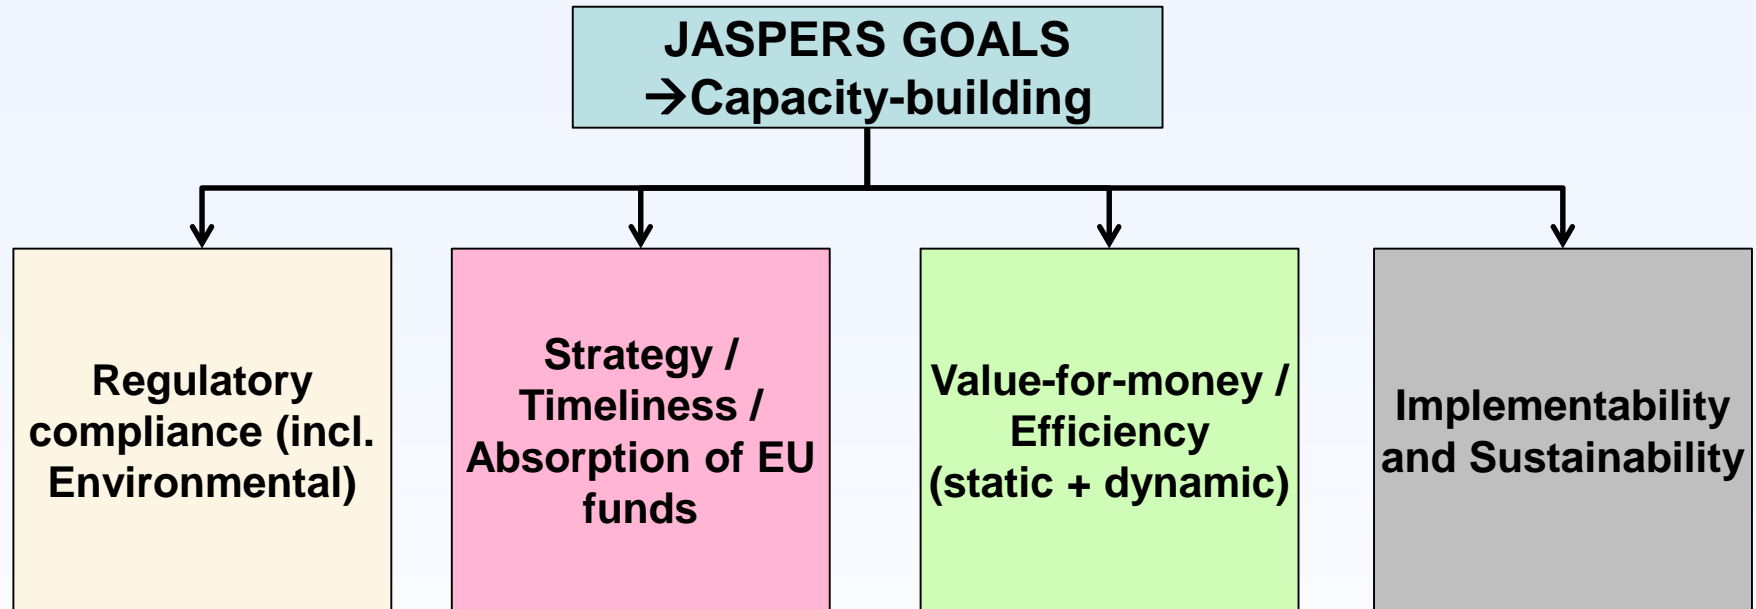 JASPERS GOALS
→Capacity-building
Regulatory
compliance (incl.
Environmental)
Strategy /
Timeliness /
Absorption of EU
funds
Value-for-money /
Efficiency
(static + dynamic)
Implementability
and Sustainability